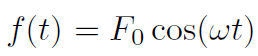 f(t) = F₀ cos(ωt)